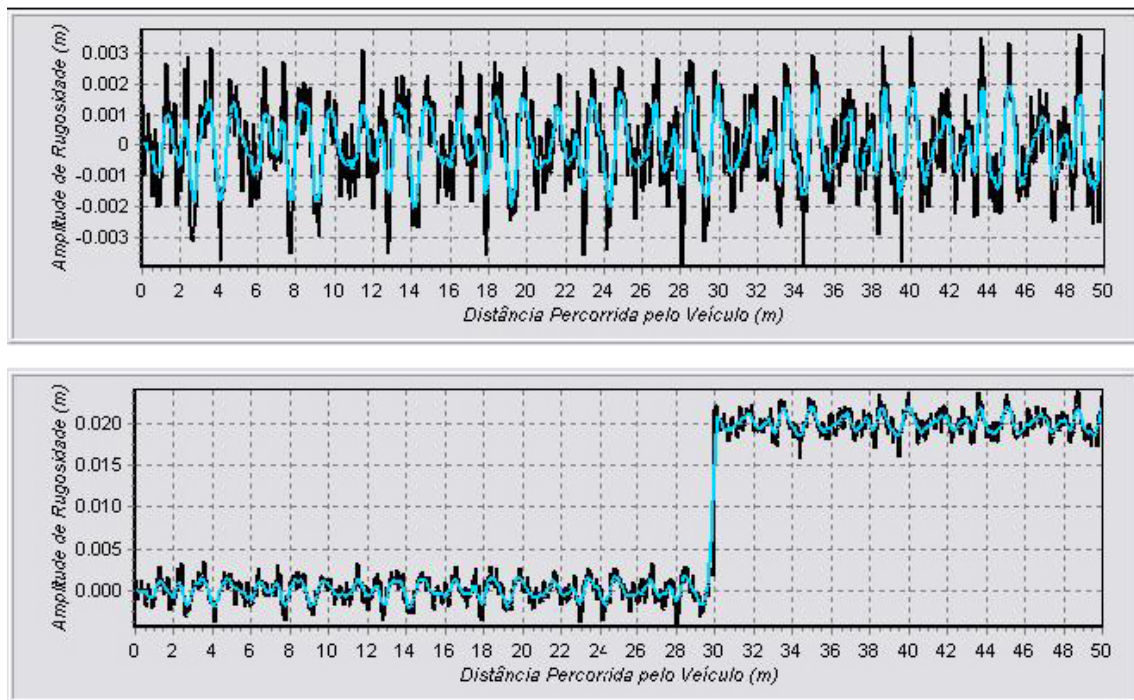 Amplitude de Rugosidade (m)
0.003
0.002
0.001
0
-0.001
-0.002
-0.003
0 2 4 6 8 10 12 14 16 18 20 22 24 26 28 30 32 34 36 38 40 42 44 46 48 50
Distância Percorrida pelo Veículo (m)
Amplitude de Rugosidade (m)
0.020
0.015
0.010
0.005
0.000
0 2 4 6 8 10 12 14 16 18 20 22 24 26 28 30 32 34 36 38 40 42 44 46 48 50
Distância Percorrida pelo Veículo (m)